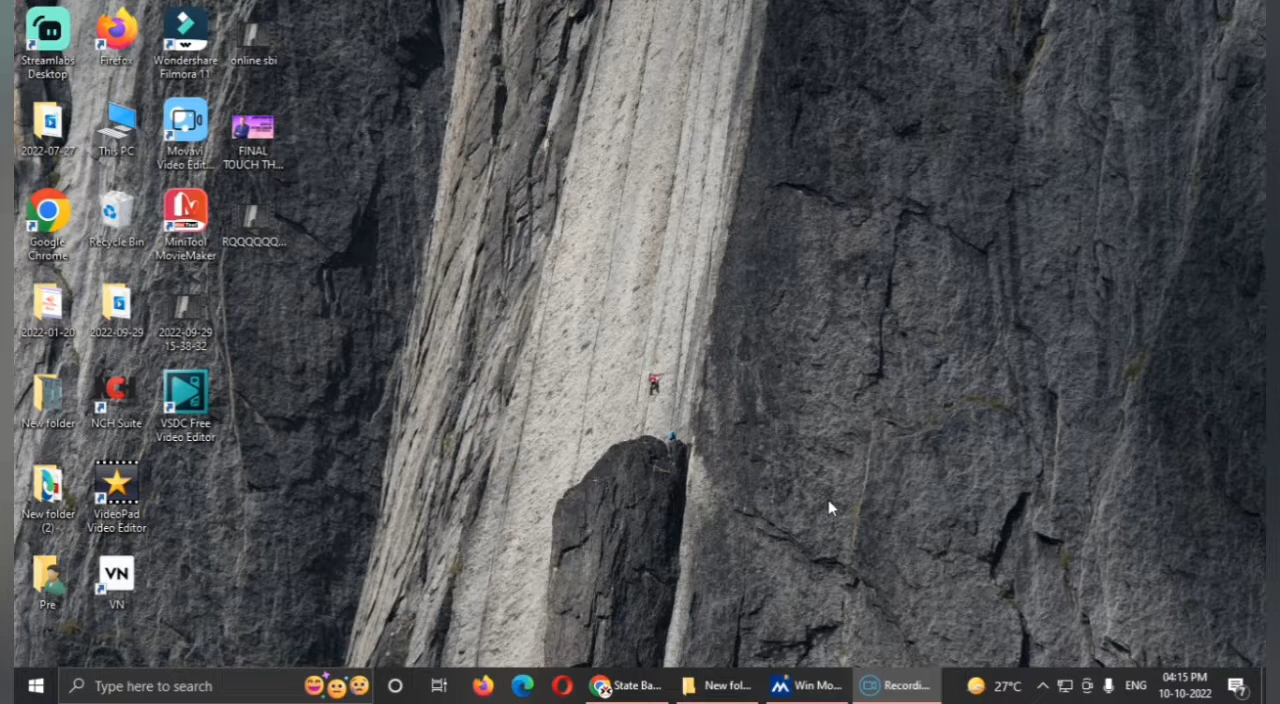 Streamlabs
Desktop
Firefox
Wondershare
Filmora 11
online sbi
2022-07-27
This PC
Movavi
Video Edit...
FINAL
TOUCH TH...
Google
Chrome
Recycle Bin
MiniTool
MovieMaker
RQQQQQQ...
2022-01-20
2022-09-29
2022-09-29
15-38-32
New folder
NCH Suite
VSDC Free
Video Editor
New folder
(2)
VideoPad
Video Editor
Pre
VN
VN
Type here to search
State Ba...
New fol...
Win Mo...
Recordi...
27°C
ENG
04:15 PM
10-10-2022
7